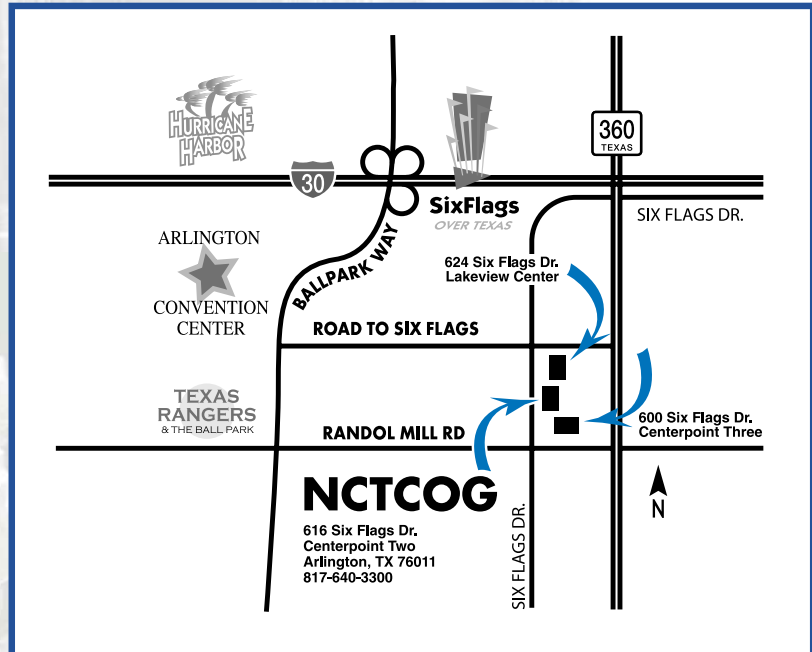 HURRICANE
HARBOR
30
SixFlags
OVER TEXAS
360
TEXAS
SIX FLAGS DR.
ARLINGTON
CONVENTION
CENTER
BALLPARK WAY
624 Six Flags Dr.
Lakeview Center
ROAD TO SIX FLAGS
TEXAS
RANGERS
& THE BALL PARK
RANDOL MILL RD
600 Six Flags Dr.
Centerpoint Three
NCTCOG
616 Six Flags Dr.
Centerpoint Two
Arlington, TX 76011
817-640-3300
SIX FLAGS DR.
N